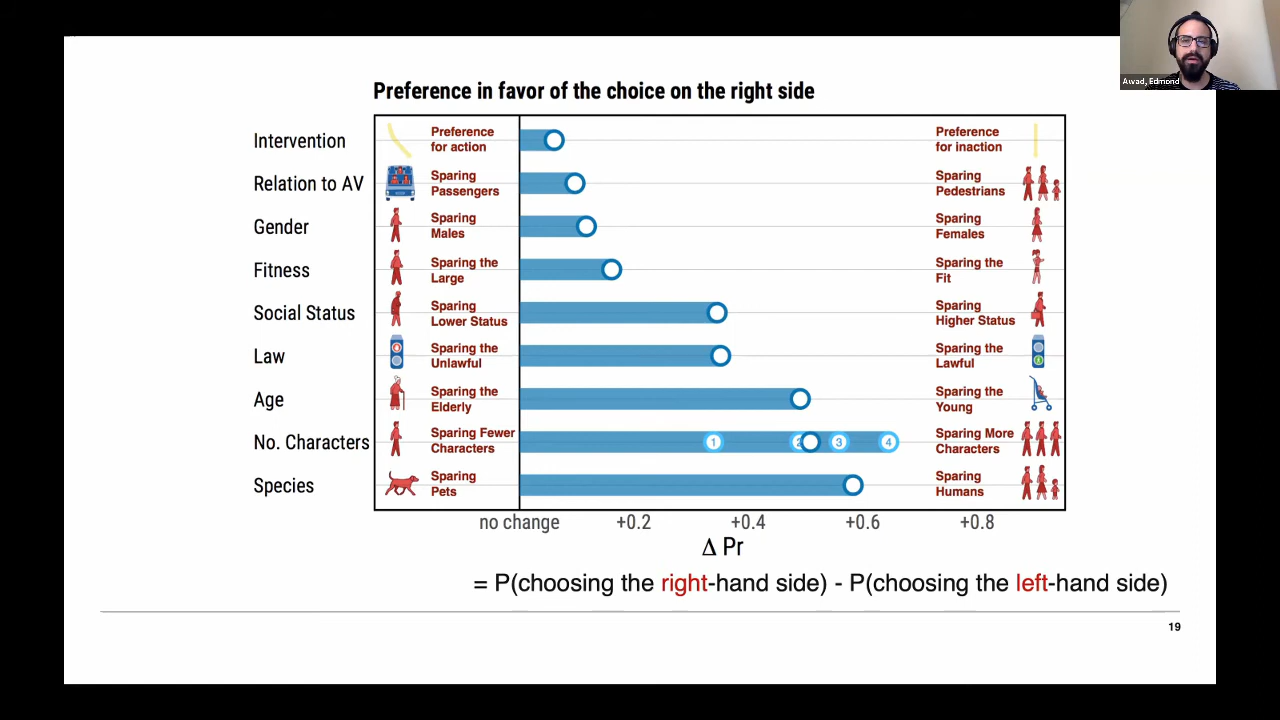 Awad, Edmond
Preference in favor of the choice on the right side
Intervention
Preference
for action
Preference
for inaction
Relation to AV
Sparing
Passengers
Sparing
Pedestrians
Gender
Sparing
Males
Sparing
Females
Fitness
Sparing the
Large
Sparing the
Fit
Social Status
Sparing
Lower Status
Sparing
Higher Status
Law
Sparing the
Unlawful
Sparing the
Lawful
Age
Sparing the
Elderly
Sparing the
Young
No. Characters
Sparing Fewer
Characters
1 2 3 4
Sparing More
Characters
Species
Sparing
Pets
Sparing
Humans
no change +0.2 +0.4 +0.6 +0.8
Δ Pr
= P(choosing the right-hand side) - P(choosing the left-hand side)
19